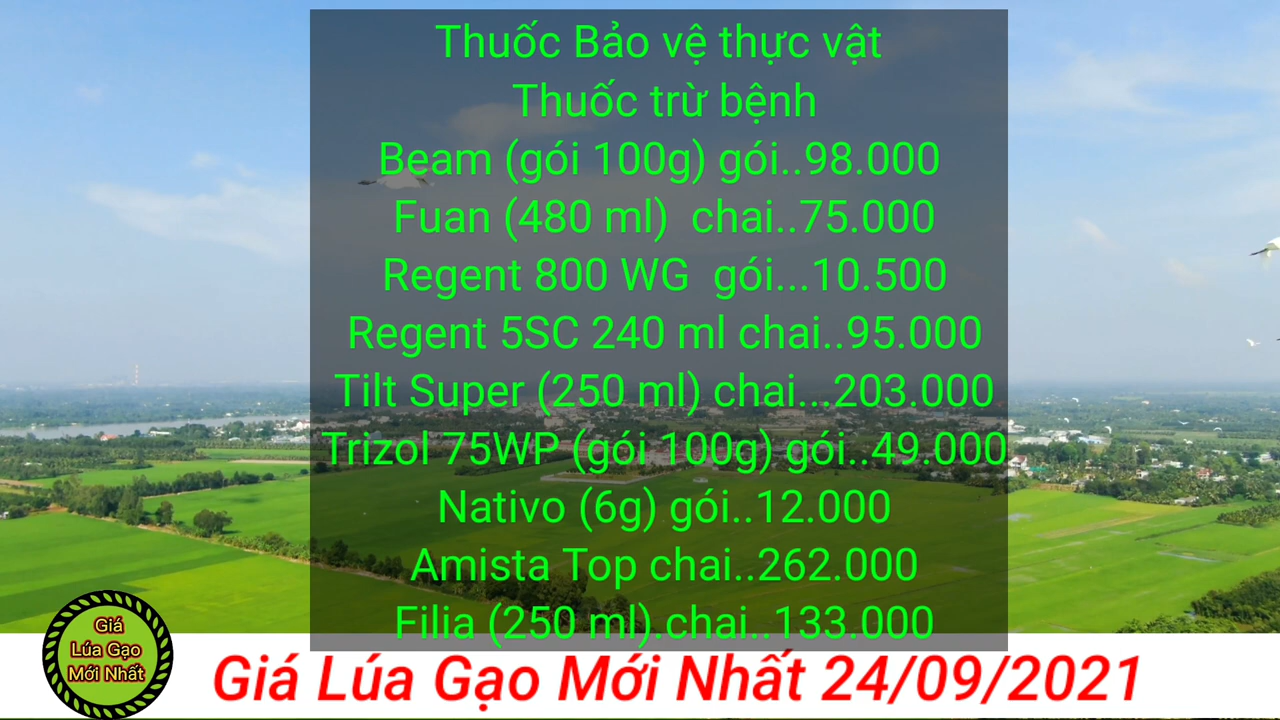 Thuốc Bảo vệ thực vật
Thuốc trừ bệnh
Beam (gói 100g) gói..98.000
Fuan (480 ml)  chai..75.000
Regent 800 WG  gói...10.500
Regent 5SC 240 ml chai..95.000
Tilt Super (250 ml) chai...203.000
Trizol 75WP (gói 100g) gói..49.000
Nativo (6g) gói..12.000
Amista Top chai..262.000
Filia (250 ml).chai..133.000
Giá
Lúa Gạo
Mới Nhất
Giá Lúa Gạo Mới Nhất 24/09/2021